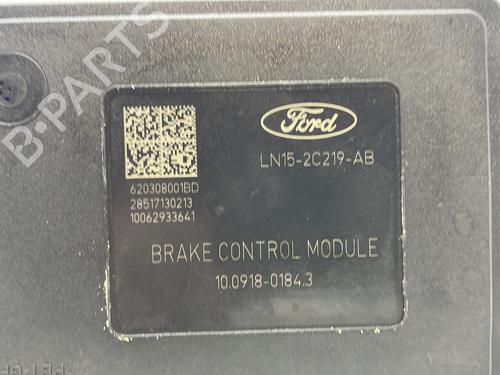 B-PARTS
Ford
LN15-2C219-AB
620308001BD
28517130213
10062933641
BRAKE CONTROL MODULE
10.0918-0184.3